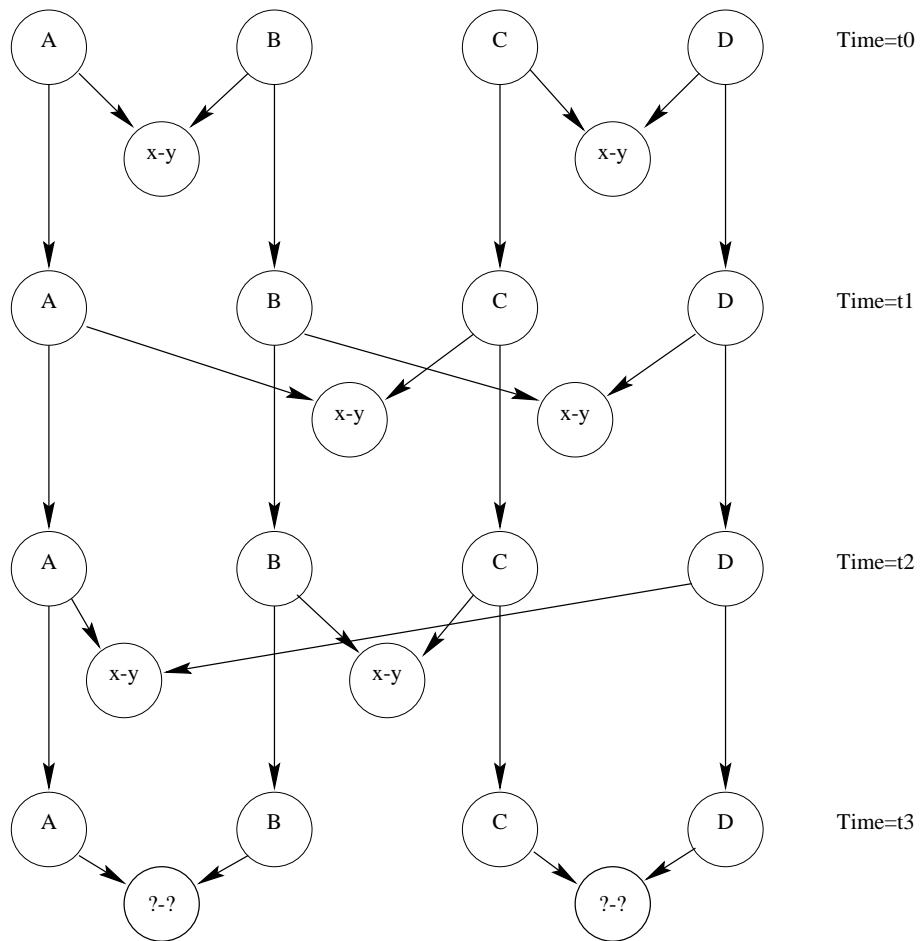 A B C D Time=t0
x-y x-y
A B C D Time=t1
x-y x-y
A B C D Time=t2
x-y x-y
A B C D Time=t3
?-? ?-?